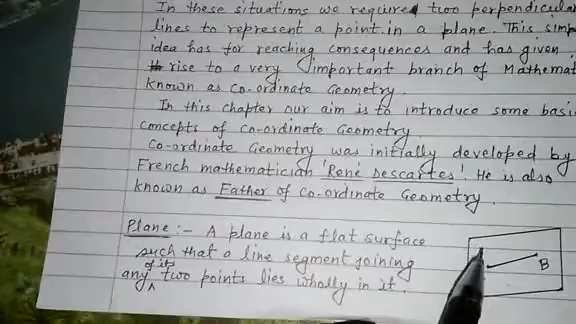 In these situations we required two perpendicular
lines to represent a point in a plane. This simp
idea has for reaching consequences and has given
rise to a very important branch of Mathemat
known as co-ordinate Geometry.
In this chapter our aim is to introduce some basi
concepts of co-ordinate Geometry.
Co-ordinate Geometry was initially developed by
French mathematician 'René Descartes'. He is also
known as Father of co-ordinate Geometry.
Plane :- A plane is a flat surface
such that a line segment joining
any of its two points lies wholly in it.
B